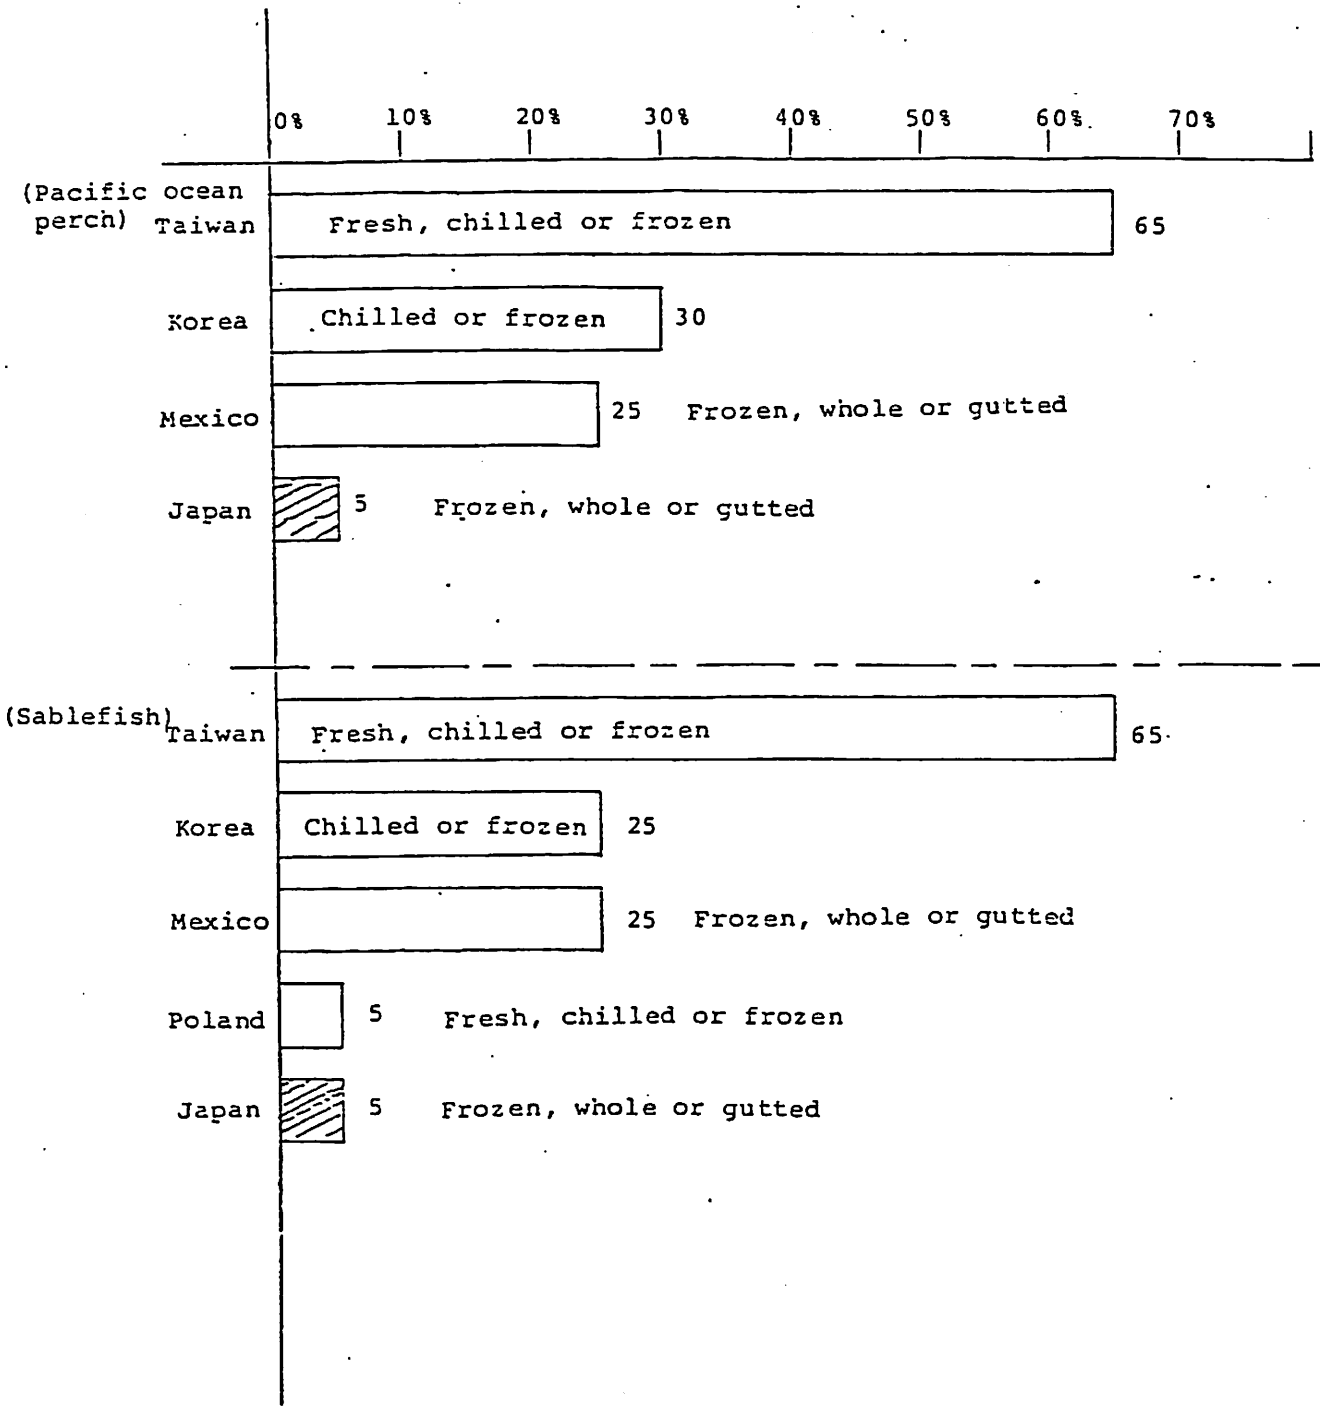 0% 10% 20% 30% 40% 50% 60% 70%
(Pacific ocean
perch) Taiwan Fresh, chilled or frozen 65
Korea Chilled or frozen 30
Mexico 25 Frozen, whole or gutted
Japan 5 Frozen, whole or gutted
(Sablefish) Taiwan Fresh, chilled or frozen 65
Korea Chilled or frozen 25
Mexico 25 Frozen, whole or gutted
Poland 5 Fresh, chilled or frozen
Japan 5 Frozen, whole or gutted